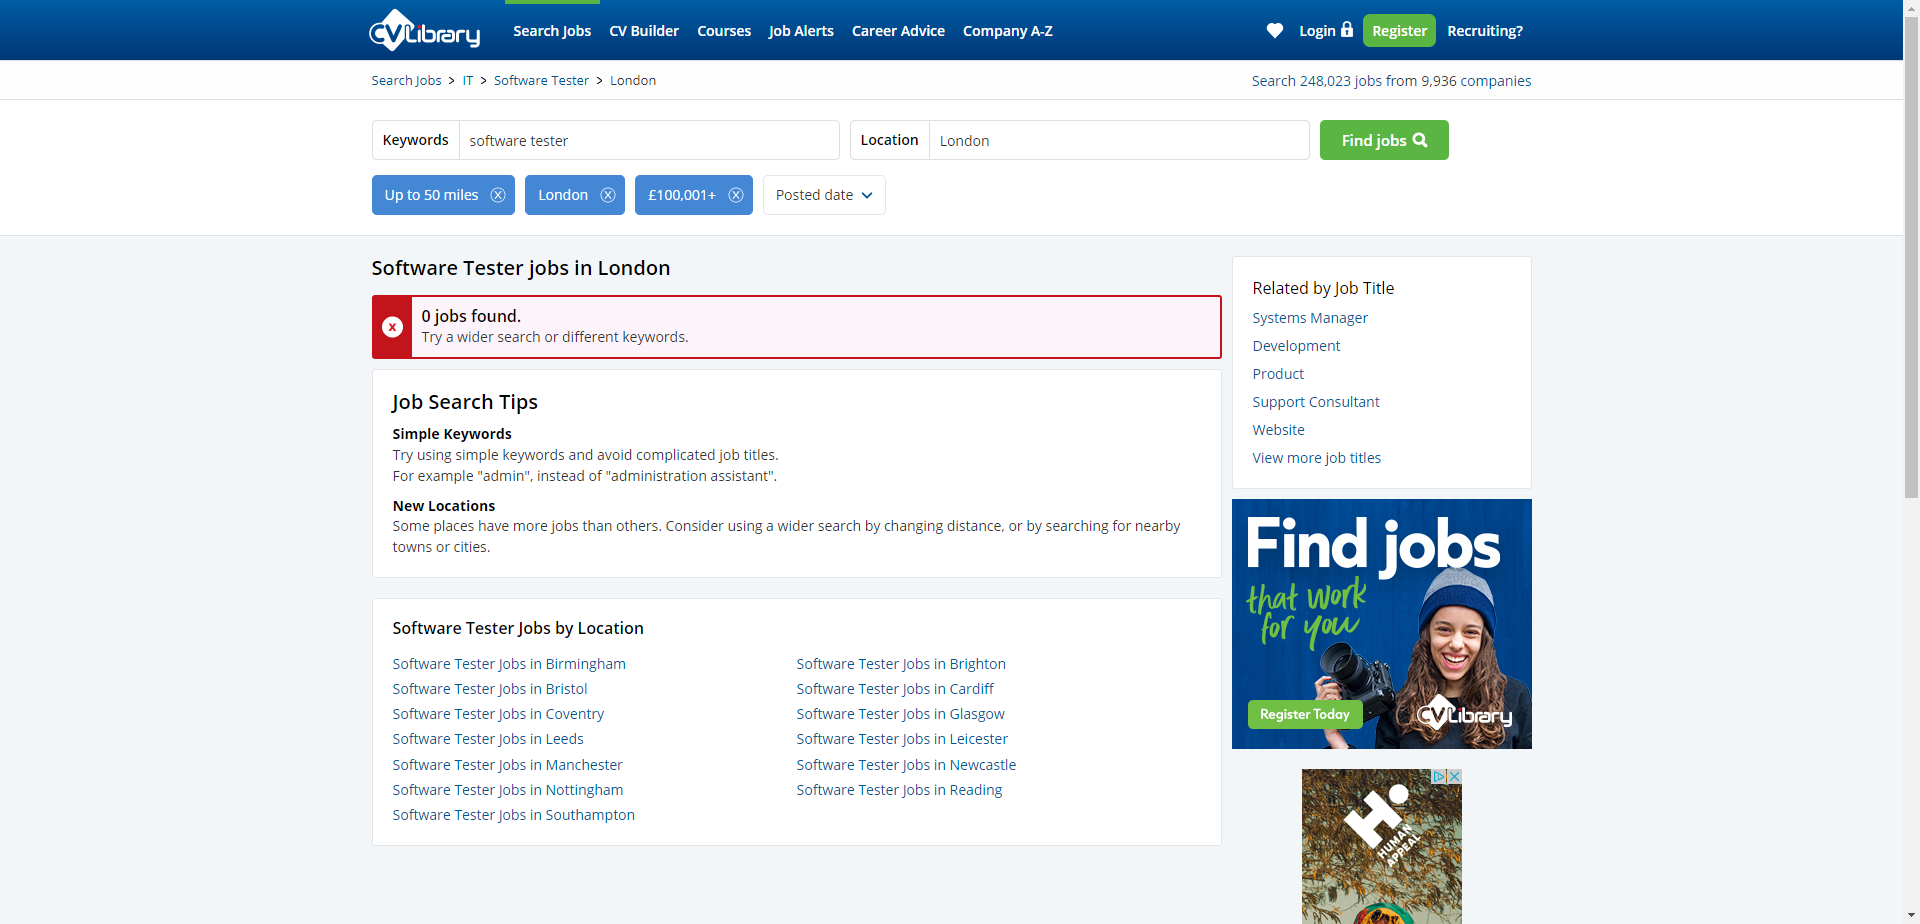 CVLibrary
Search Jobs
CV Builder
Courses
Job Alerts
Career Advice
Company A-Z
Login
Register
Recruiting?
Search Jobs > IT > Software Tester > London
Search 248,023 jobs from 9,936 companies
Keywords
software tester
Location
London
Find jobs
Up to 50 miles
London
£100,001+
Posted date
Software Tester jobs in London
0 jobs found.
Try a wider search or different keywords.
Job Search Tips
Simple Keywords
Try using simple keywords and avoid complicated job titles.
For example "admin", instead of "administration assistant".
New Locations
Some places have more jobs than others. Consider using a wider search by changing distance, or by searching for nearby
towns or cities.
Software Tester Jobs by Location
Software Tester Jobs in Birmingham
Software Tester Jobs in Bristol
Software Tester Jobs in Coventry
Software Tester Jobs in Leeds
Software Tester Jobs in Manchester
Software Tester Jobs in Nottingham
Software Tester Jobs in Southampton
Software Tester Jobs in Brighton
Software Tester Jobs in Cardiff
Software Tester Jobs in Glasgow
Software Tester Jobs in Leicester
Software Tester Jobs in Newcastle
Software Tester Jobs in Reading
Related by Job Title
Systems Manager
Development
Product
Support Consultant
Website
View more job titles
Find jobs
that work
for you
Register Today
CVLibrary
HUMAN
APPEAL